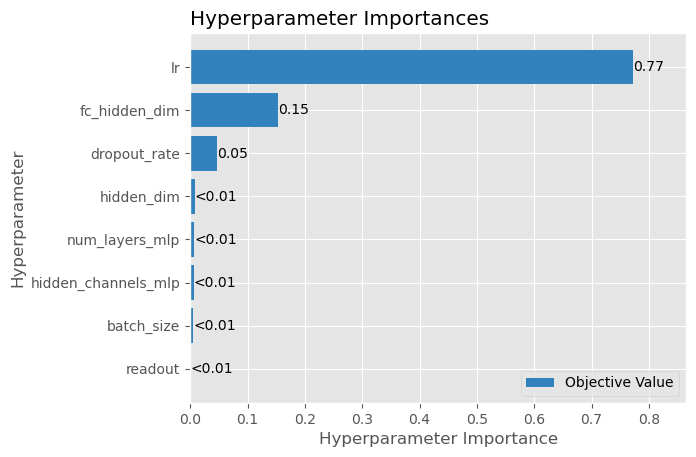 Hyperparameter Importances
Hyperparameter
lr
0.77
fc_hidden_dim
0.15
dropout_rate
0.05
hidden_dim
<0.01
num_layers_mlp
<0.01
hidden_channels_mlp
<0.01
batch_size
<0.01
readout
<0.01
Objective Value
0.0 0.1 0.2 0.3 0.4 0.5 0.6 0.7 0.8
Hyperparameter Importance